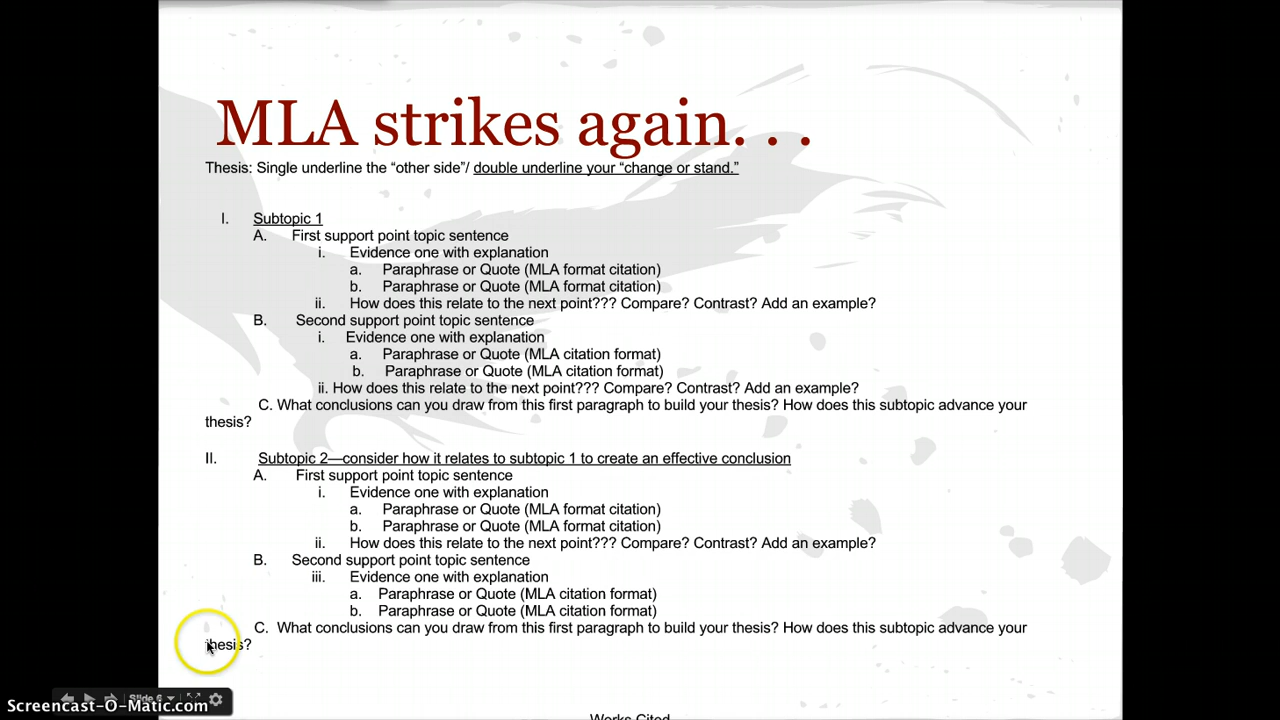 MLA strikes again. . .
Thesis: Single underline the “other side”/ double underline your “change or stand.”
I. Subtopic 1
A. First support point topic sentence
i. Evidence one with explanation
a. Paraphrase or Quote (MLA format citation)
b. Paraphrase or Quote (MLA format citation)
ii. How does this relate to the next point??? Compare? Contrast? Add an example?
B. Second support point topic sentence
i. Evidence one with explanation
a. Paraphrase or Quote (MLA citation format)
b. Paraphrase or Quote (MLA citation format)
ii. How does this relate to the next point??? Compare? Contrast? Add an example?
C. What conclusions can you draw from this first paragraph to build your thesis? How does this subtopic advance your
thesis?
II. Subtopic 2—consider how it relates to subtopic 1 to create an effective conclusion
A. First support point topic sentence
i. Evidence one with explanation
a. Paraphrase or Quote (MLA format citation)
b. Paraphrase or Quote (MLA format citation)
ii. How does this relate to the next point??? Compare? Contrast? Add an example?
B. Second support point topic sentence
iii. Evidence one with explanation
a. Paraphrase or Quote (MLA citation format)
b. Paraphrase or Quote (MLA citation format)
C. What conclusions can you draw from this first paragraph to build your thesis? How does this subtopic advance your
thesis?
Slide 6
Screencast-O-Matic.com
Works Cited